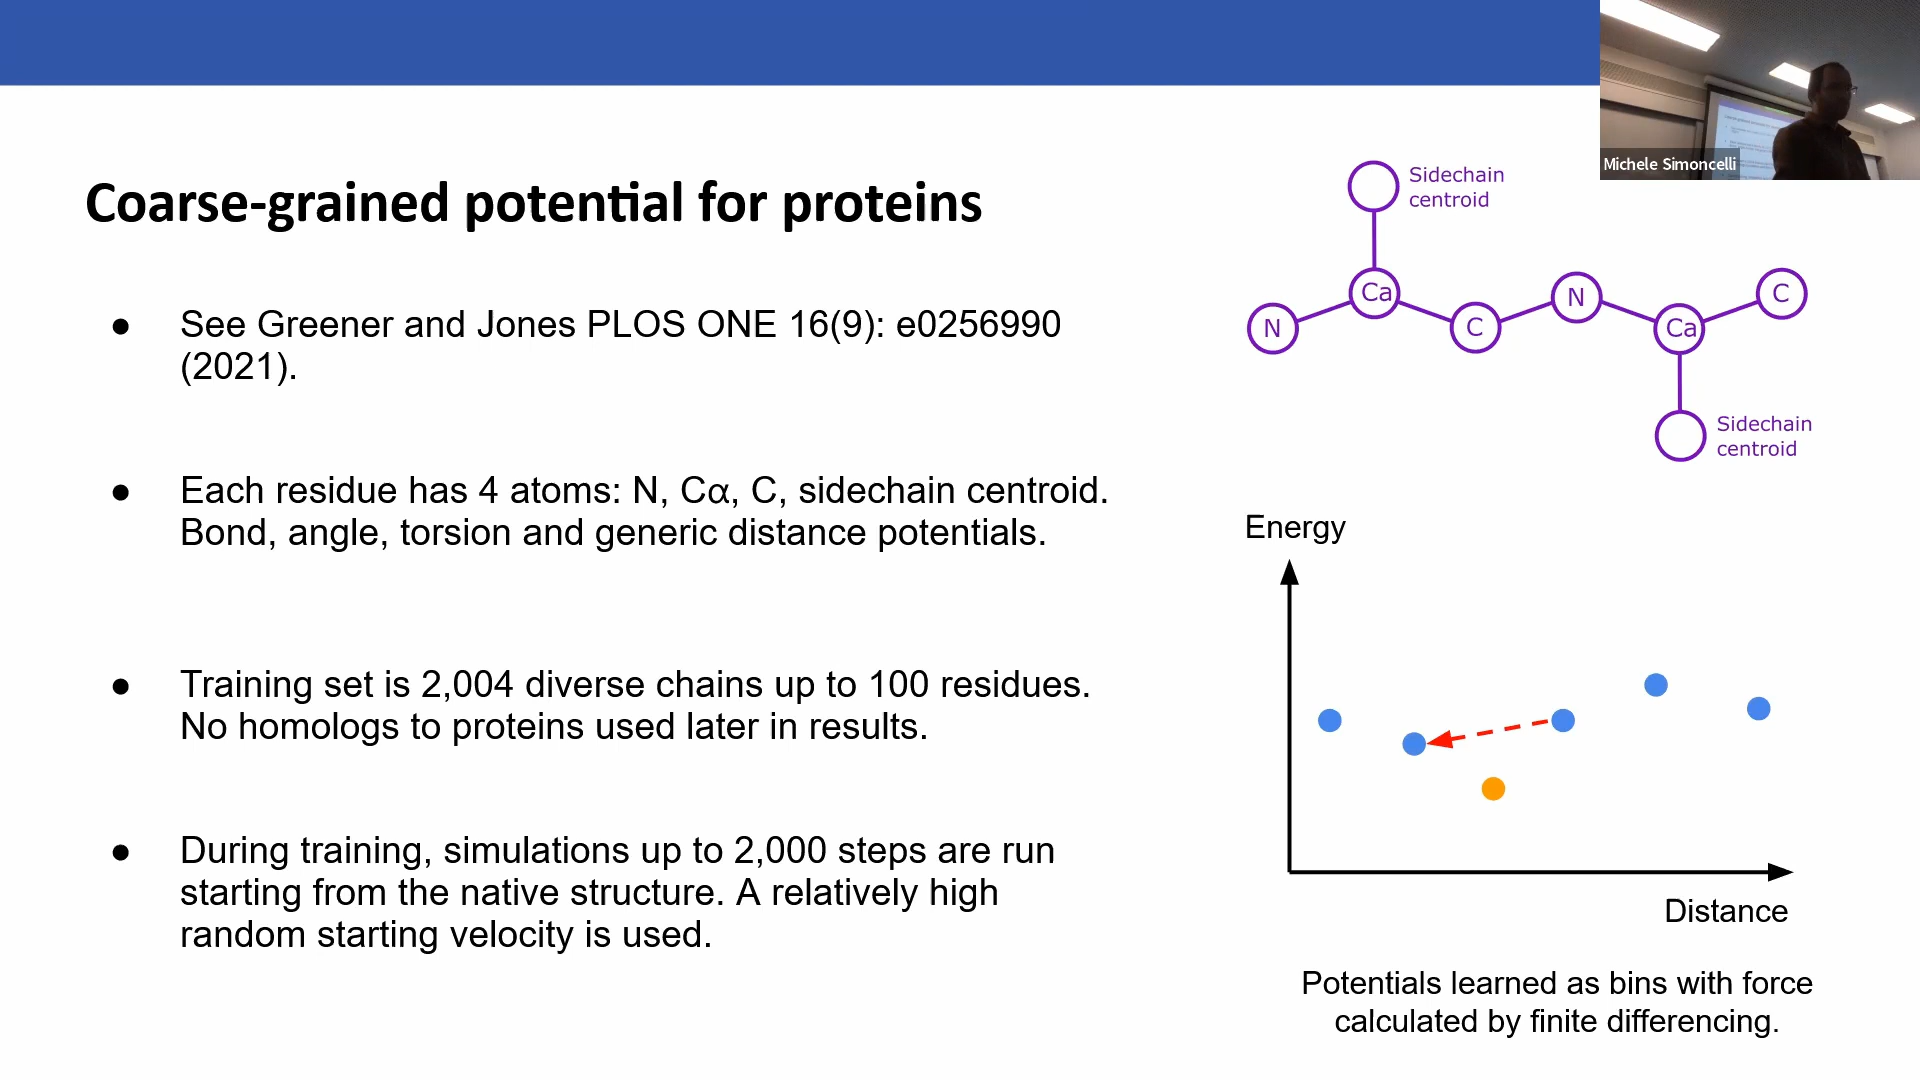 Michele Simoncelli
Coarse-grained potential for proteins
● See Greener and Jones PLOS ONE 16(9): e0256990
(2021).
● Each residue has 4 atoms: N, Cα, C, sidechain centroid.
Bond, angle, torsion and generic distance potentials.
● Training set is 2,004 diverse chains up to 100 residues.
No homologs to proteins used later in results.
● During training, simulations up to 2,000 steps are run
starting from the native structure. A relatively high
random starting velocity is used.
Sidechain
centroid
N
Ca
C
N
Ca
C
Sidechain
centroid
Energy
Distance
Potentials learned as bins with force
calculated by finite differencing.